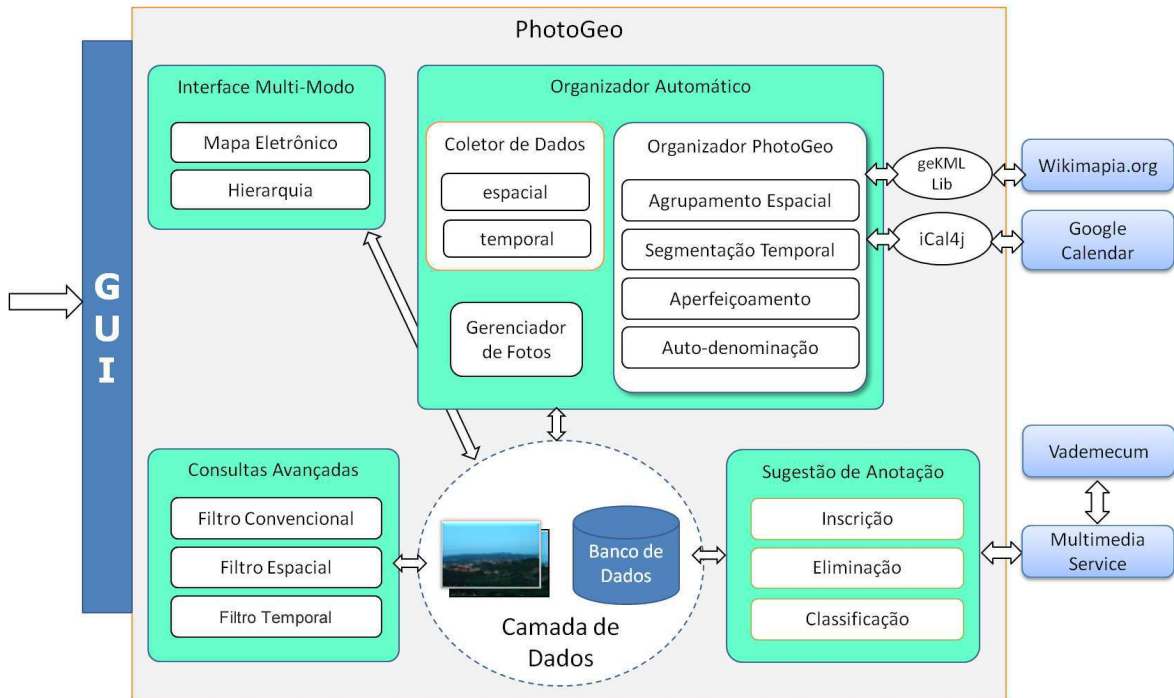 PhotoGeo
G
U
I
Interface Multi-Modo
Mapa Eletrônico
Hierarquia
Organizador Automático
Coletor de Dados
espacial
temporal
Gerenciador
de Fotos
Organizador PhotoGeo
Agrupamento Espacial
Segmentação Temporal
Aperfeiçoamento
Auto-denominação
geKML
Lib
iCal4j
Wikimapia.org
Google
Calendar
Consultas Avançadas
Filtro Convencional
Filtro Espacial
Filtro Temporal
Banco de
Dados
Camada de
Dados
Sugestão de Anotação
Inscrição
Eliminação
Classificação
Vademecum
Multimedia
Service